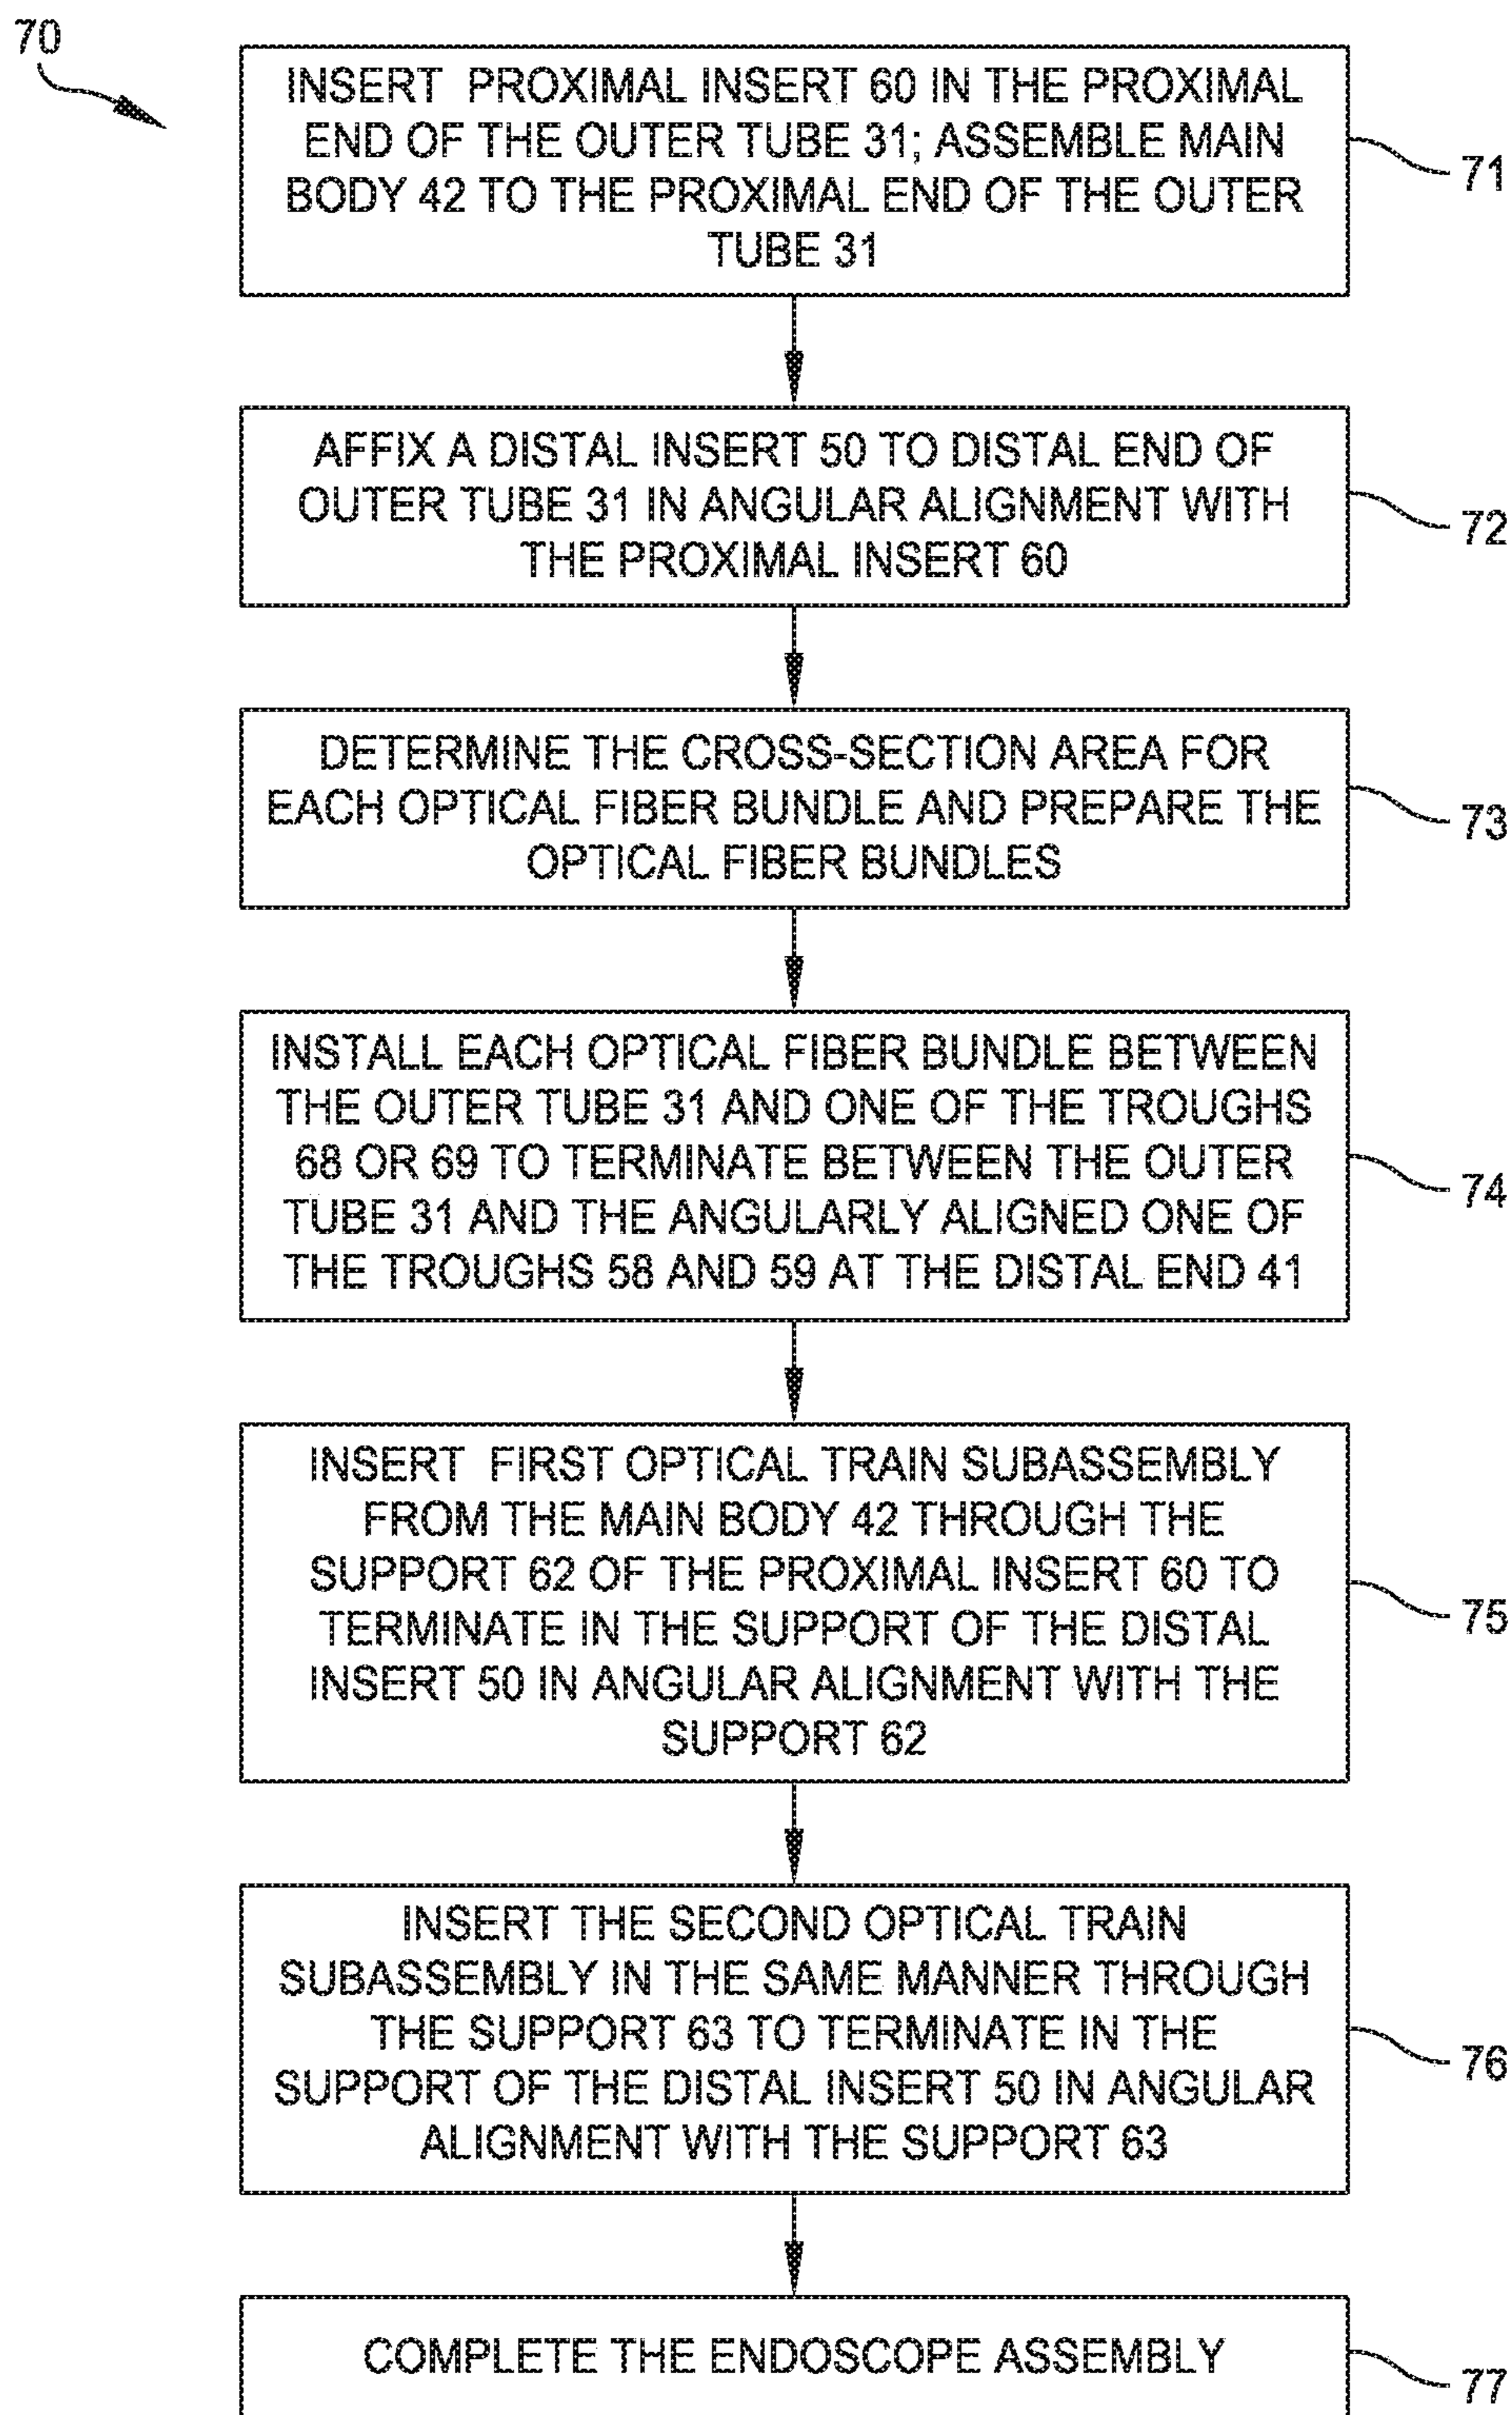 70
INSERT PROXIMAL INSERT 60 IN THE PROXIMAL
END OF THE OUTER TUBE 31; ASSEMBLE MAIN
BODY 42 TO THE PROXIMAL END OF THE OUTER
TUBE 31
71
AFFIX A DISTAL INSERT 50 TO DISTAL END OF
OUTER TUBE 31 IN ANGULAR ALIGNMENT WITH
THE PROXIMAL INSERT 60
72
DETERMINE THE CROSS-SECTION AREA FOR
EACH OPTICAL FIBER BUNDLE AND PREPARE THE
OPTICAL FIBER BUNDLES
73
INSTALL EACH OPTICAL FIBER BUNDLE BETWEEN
THE OUTER TUBE 31 AND ONE OF THE TROUGHS
68 OR 69 TO TERMINATE BETWEEN THE OUTER
TUBE 31 AND THE ANGULARLY ALIGNED ONE OF
THE TROUGHS 58 AND 59 AT THE DISTAL END 41
74
INSERT FIRST OPTICAL TRAIN SUBASSEMBLY
FROM THE MAIN BODY 42 THROUGH THE
SUPPORT 62 OF THE PROXIMAL INSERT 60 TO
TERMINATE IN THE SUPPORT OF THE DISTAL
INSERT 50 IN ANGULAR ALIGNMENT WITH THE
SUPPORT 62
75
INSERT THE SECOND OPTICAL TRAIN
SUBASSEMBLY IN THE SAME MANNER THROUGH
THE SUPPORT 63 TO TERMINATE IN THE
SUPPORT OF THE DISTAL INSERT 50 IN ANGULAR
ALIGNMENT WITH THE SUPPORT 63
76
COMPLETE THE ENDOSCOPE ASSEMBLY
77